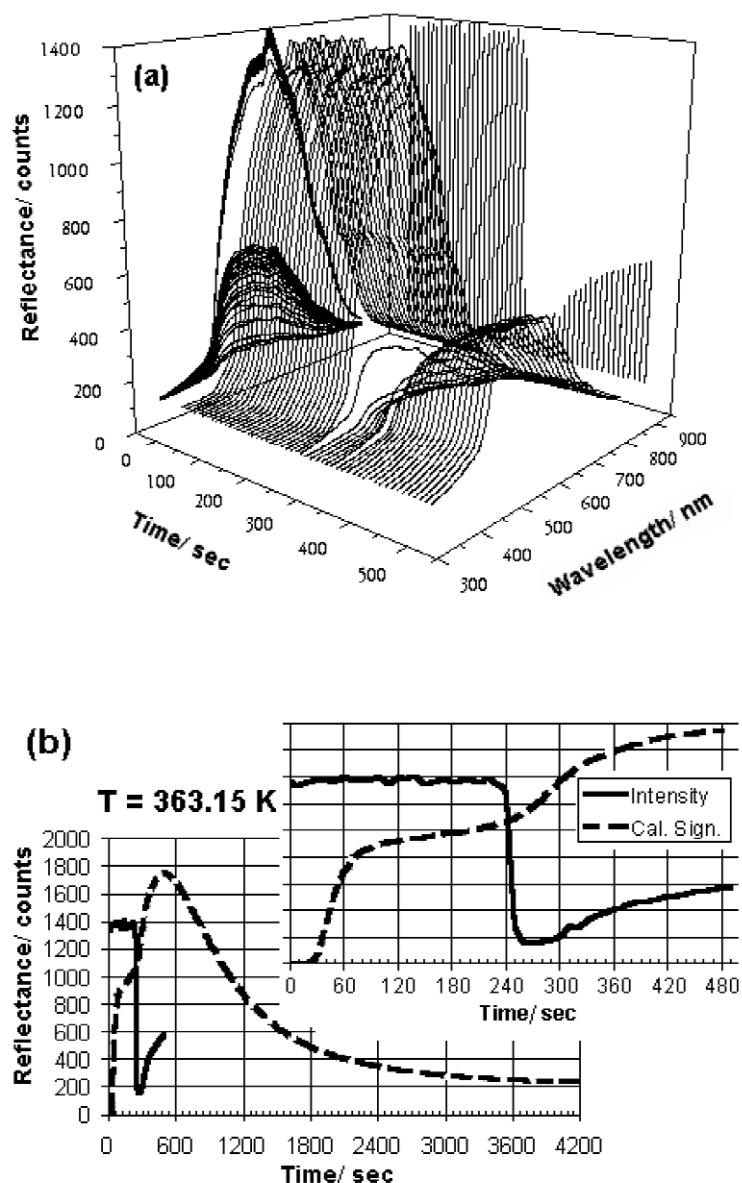 (a)
1400
1200
1000
800
600
400
200
0
Reflectance/ counts
0
100
200
300
400
500
Time/ sec
300
400
500
600
700
800
900
Wavelength/ nm
(b)
T = 363.15 K
Intensity
Cal. Sign.
0 60 120 180 240 300 360 420 480
Time/ sec
2000
1800
1600
1400
1200
1000
800
600
400
200
0
Reflectance/ counts
0 600 1200 1800 2400 3000 3600 4200
Time/ sec